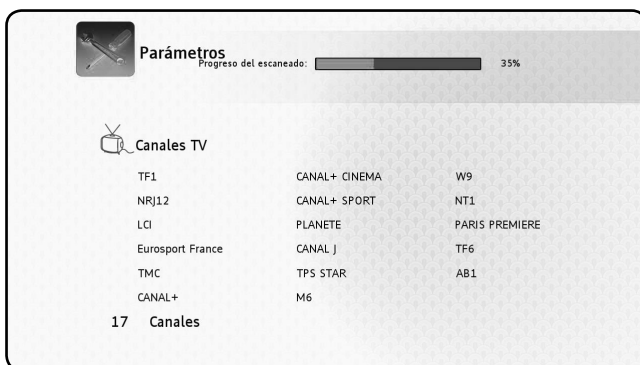 Parámetros
Progreso del escaneado: 35%
Canales TV
TF1 CANAL+ CINEMA W9
NRJ12 CANAL+ SPORT NT1
LCI PLANETE PARIS PREMIERE
Eurosport France CANAL J TF6
TMC TPS STAR AB1
CANAL+ M6
17 Canales